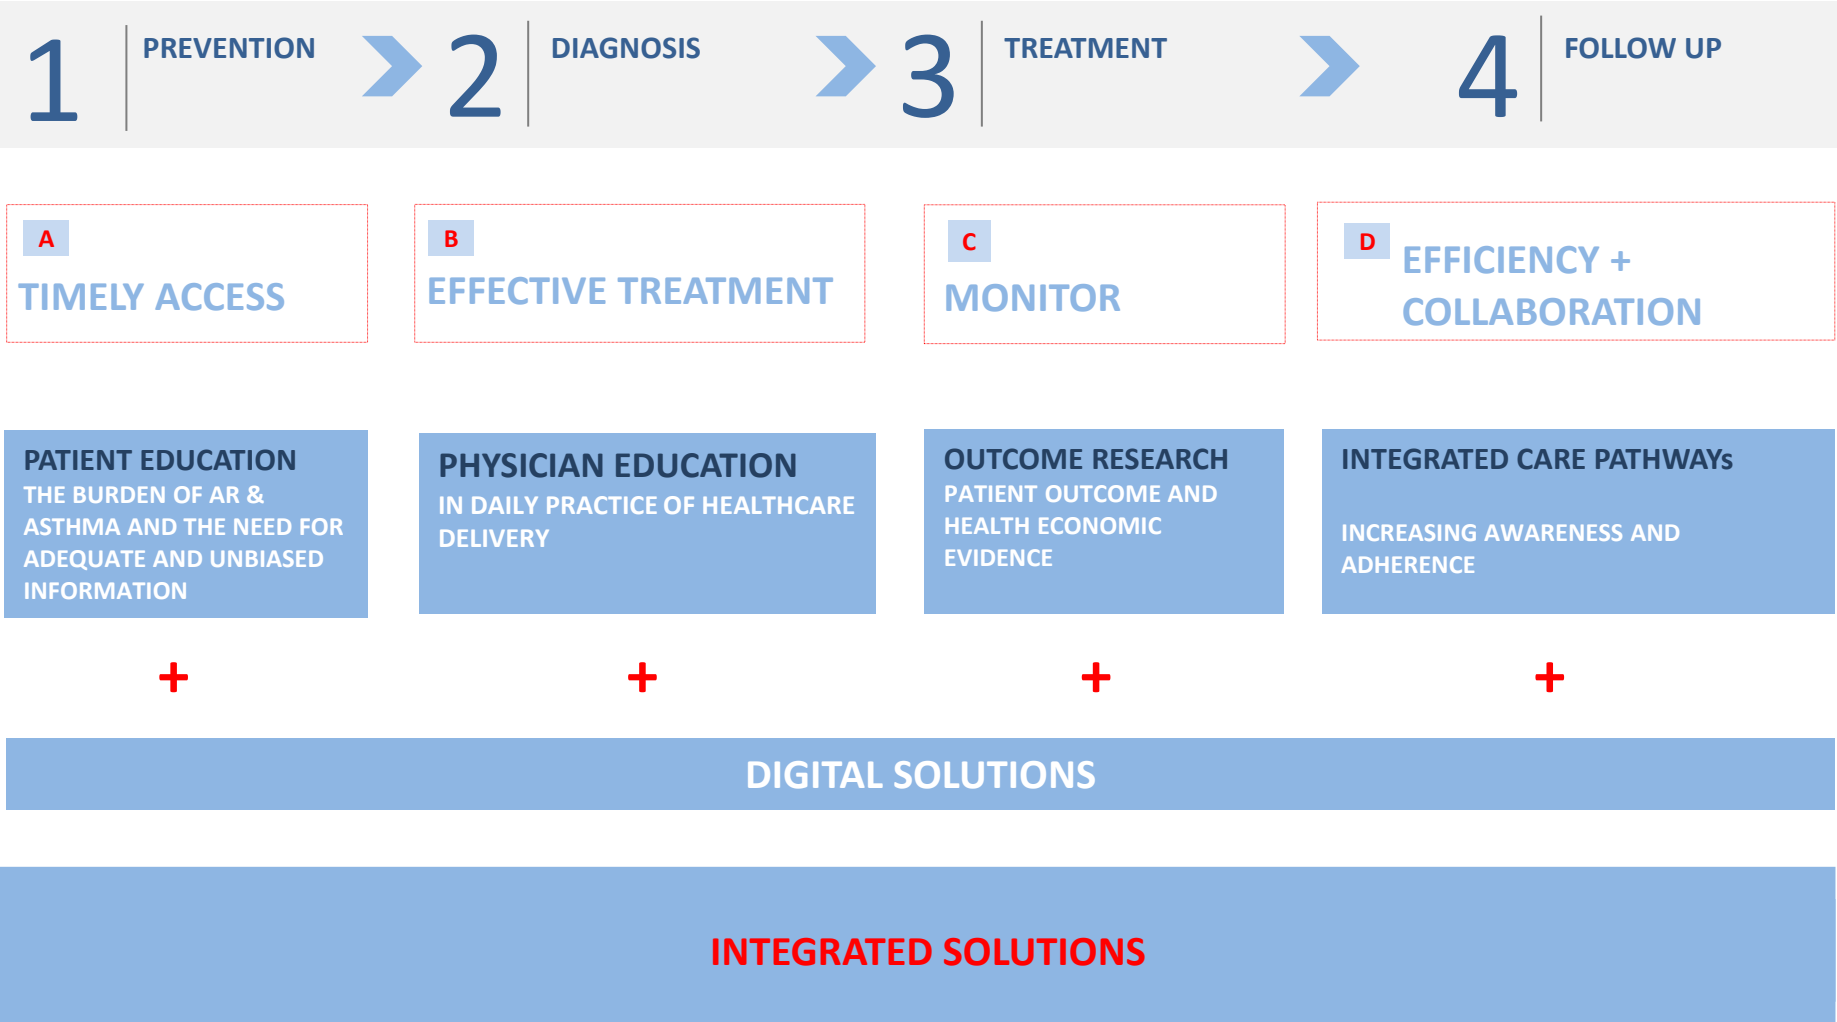 1
PREVENTION
2
DIAGNOSIS
3
TREATMENT
4
FOLLOW UP
A
TIMELY ACCESS
B
EFFECTIVE TREATMENT
C
MONITOR
D
EFFICIENCY +
COLLABORATION
PATIENT EDUCATION
THE BURDEN OF AR &
ASTHMA AND THE NEED FOR
ADEQUATE AND UNBIASED
INFORMATION
PHYSICIAN EDUCATION
IN DAILY PRACTICE OF HEALTHCARE
DELIVERY
OUTCOME RESEARCH
PATIENT OUTCOME AND
HEALTH ECONOMIC
EVIDENCE
INTEGRATED CARE PATHWAYs
INCREASING AWARENESS AND
ADHERENCE
+
+
+
+
DIGITAL SOLUTIONS
INTEGRATED SOLUTIONS